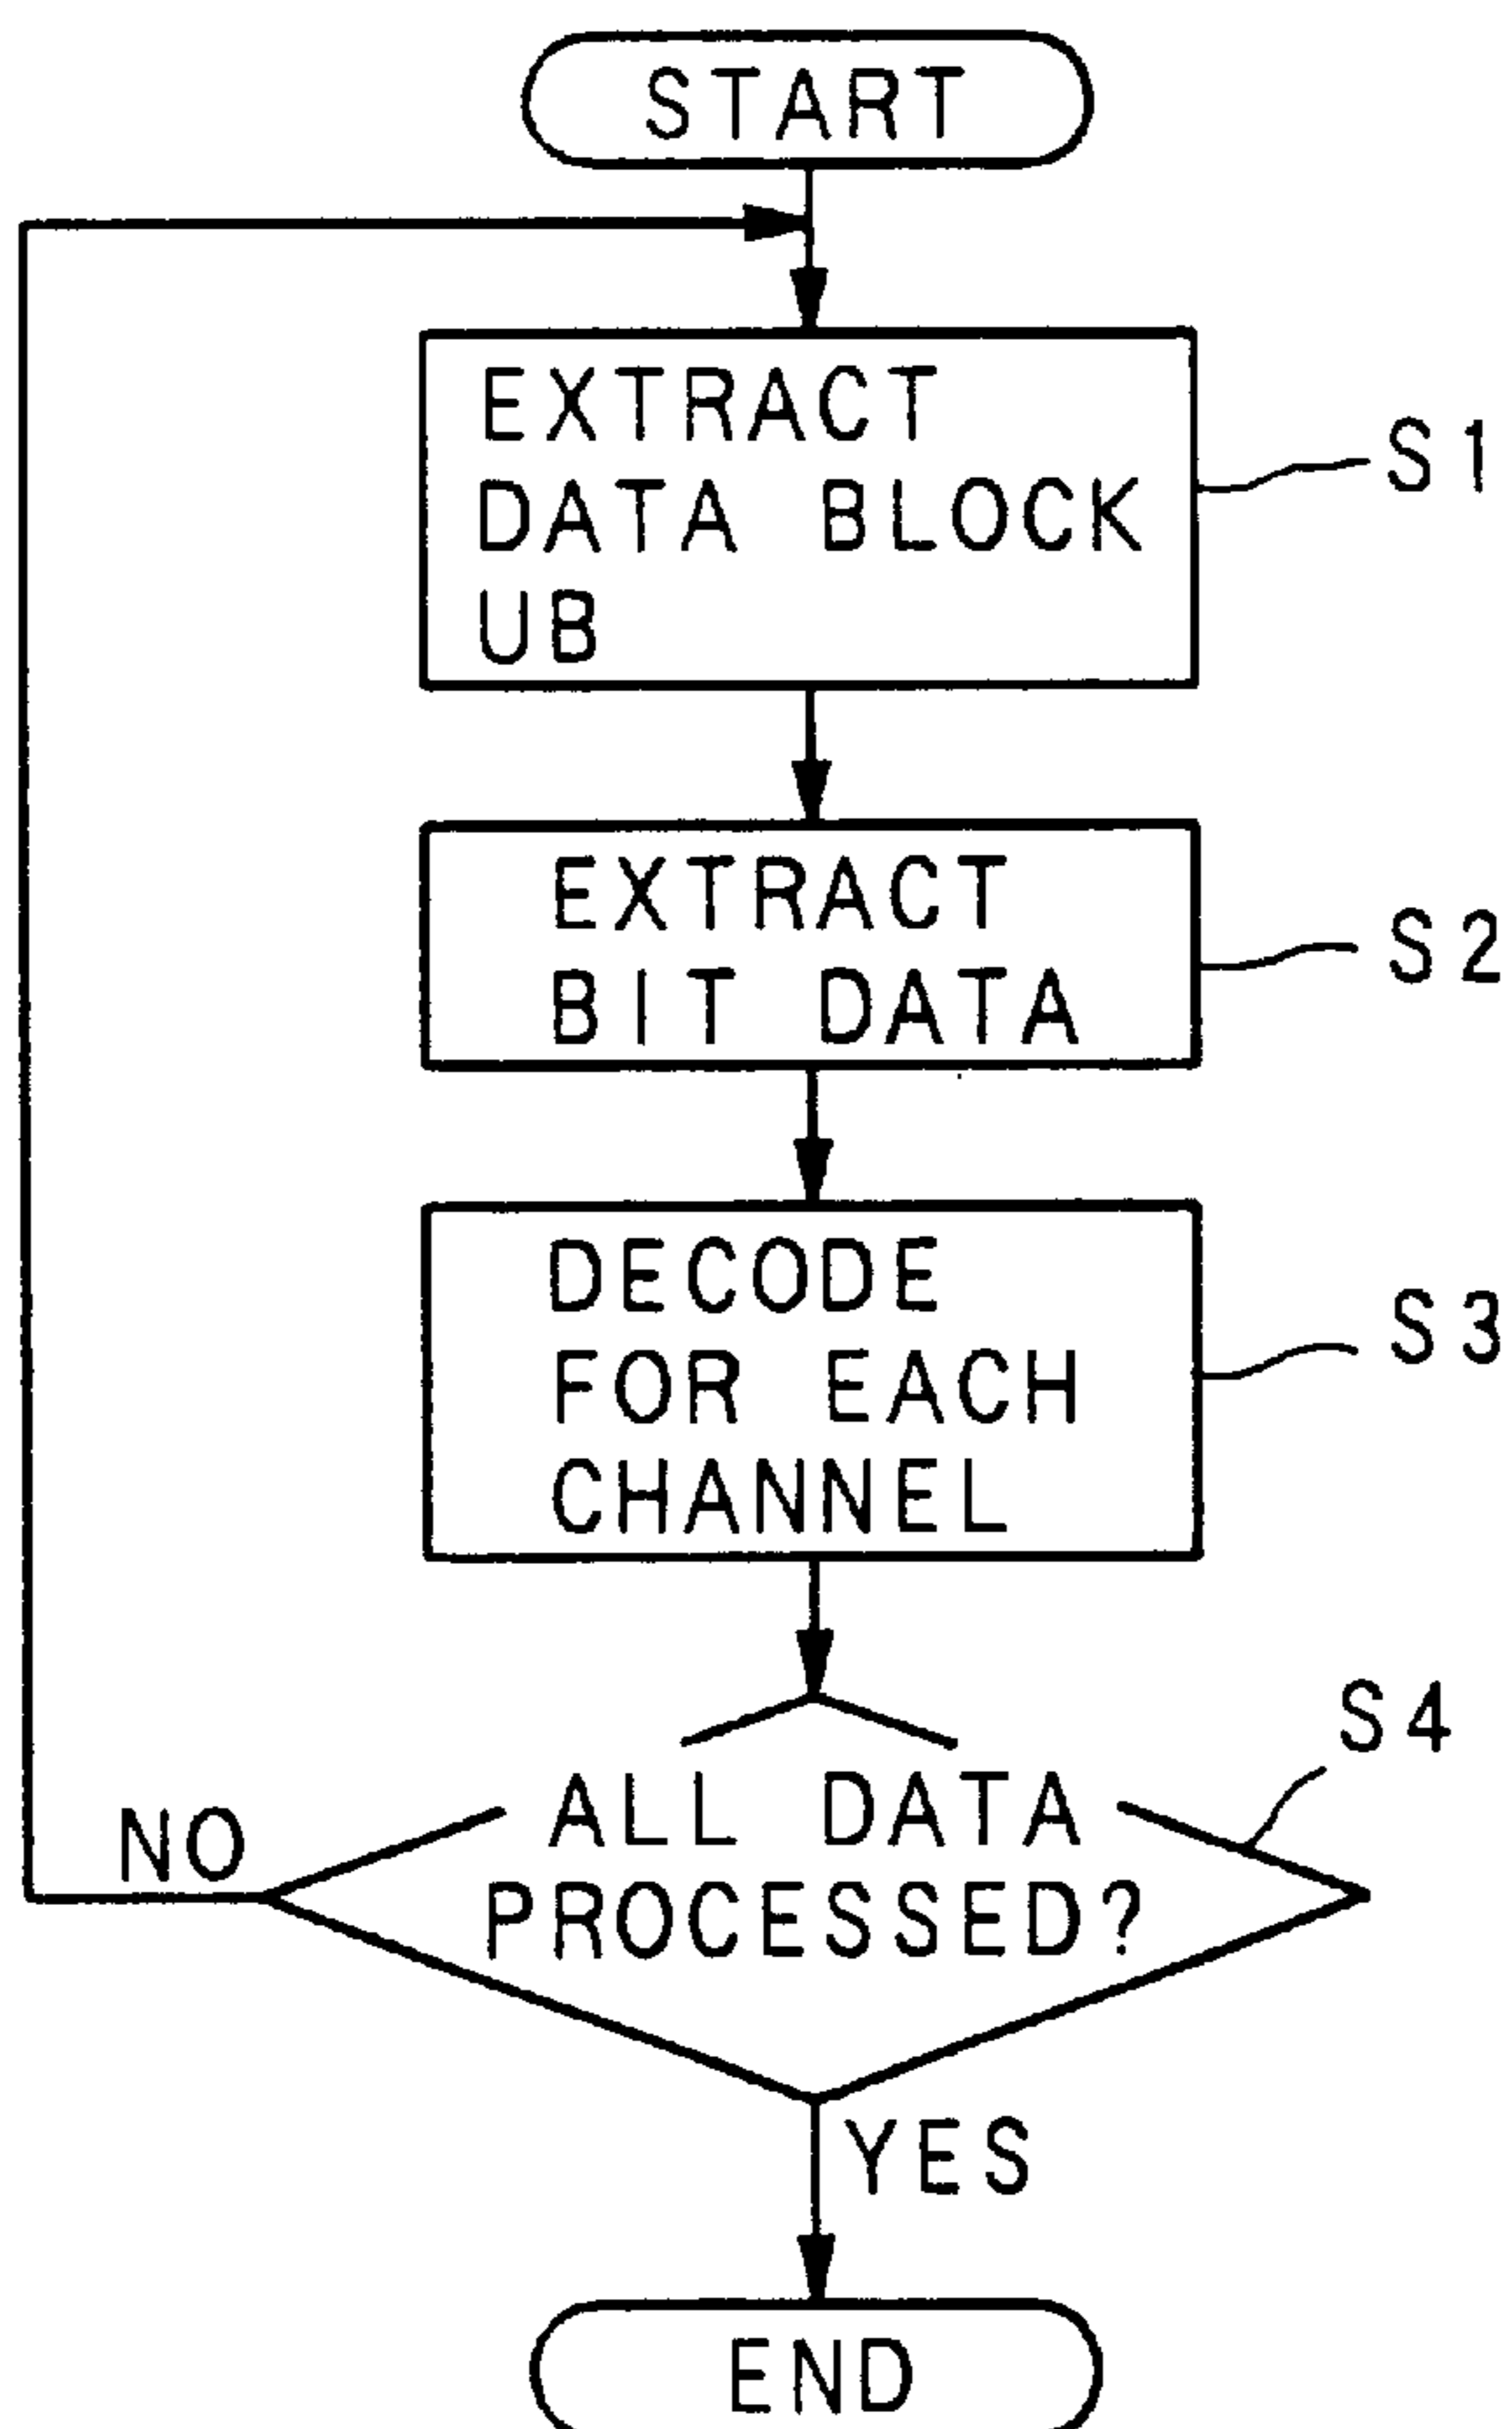 START
EXTRACT
DATA BLOCK
UB
S1
EXTRACT
BIT DATA
S2
DECODE
FOR EACH
CHANNEL
S3
S4
ALL DATA
PROCESSED?
NO
YES
END